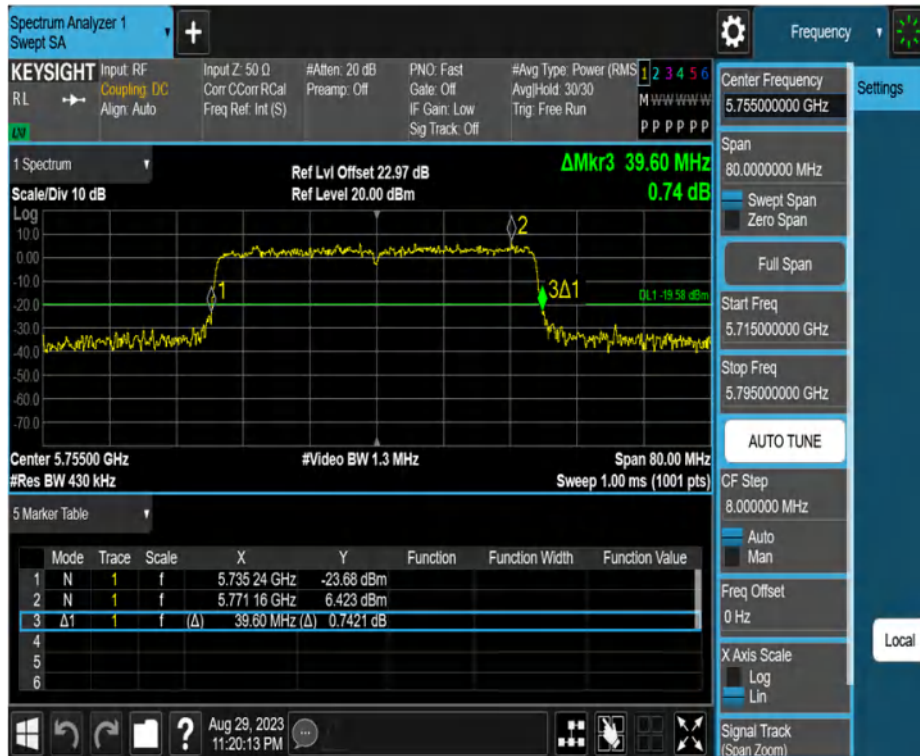 Spectrum Analyzer 1
Swept SA
+
Frequency
KEYSIGHT
RL
LNI
Input: RF
Coupling: DC
Align: Auto
Input Z: 50 Ω
Corr CCorr RCal
Freq Ref: Int (S)
#Atten: 20 dB
Preamp: Off
PNO: Fast
Gate: Off
IF Gain: Low
Sig Track: Off
#Avg Type: Power (RMS
Avg|Hold: 30/30
Trig: Free Run
1 2 3 4 5 6
M W W W W W
P P P P P P
1 Spectrum
Scale/Div 10 dB
Ref Lvl Offset 22.97 dB
Ref Level 20.00 dBm
ΔMkr3 39.60 MHz
0.74 dB
Log
10.0
0.00
-10.0
-20.0
-30.0
-40.0
-50.0
-60.0
-70.0
1
2
3Δ1
DL1 -19.58 dBm
Center 5.75500 GHz
#Video BW 1.3 MHz
Span 80.00 MHz
#Res BW 430 kHz
Sweep 1.00 ms (1001 pts)
5 Marker Table
Mode Trace Scale X Y Function Function Width Function Value
1 N 1 f 5.735 24 GHz -23.68 dBm
2 N 1 f 5.771 16 GHz 6.423 dBm
3 Δ1 1 f (Δ) 39.60 MHz (Δ) 0.7421 dB
4
5
6
Aug 29, 2023
11:20:13 PM
Center Frequency
5.755000000 GHz
Span
80.0000000 MHz
Swept Span
Zero Span
Full Span
Start Freq
5.715000000 GHz
Stop Freq
5.795000000 GHz
AUTO TUNE
CF Step
8.000000 MHz
Auto
Man
Freq Offset
0 Hz
X Axis Scale
Log
Lin
Signal Track
(Span Zoom)
Settings
Local